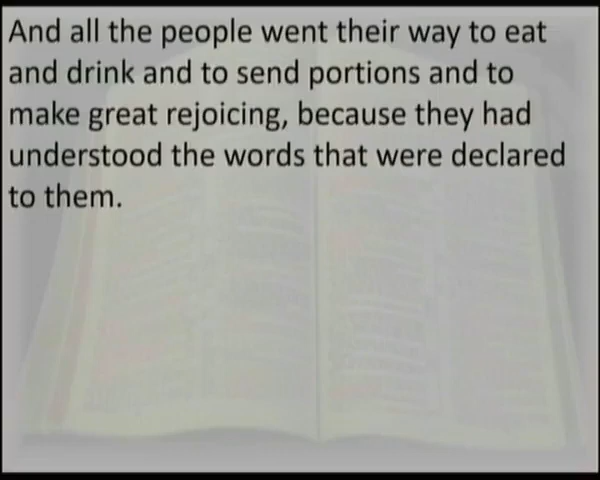 And all the people went their way to eat
and drink and to send portions and to
make great rejoicing, because they had
understood the words that were declared
to them.